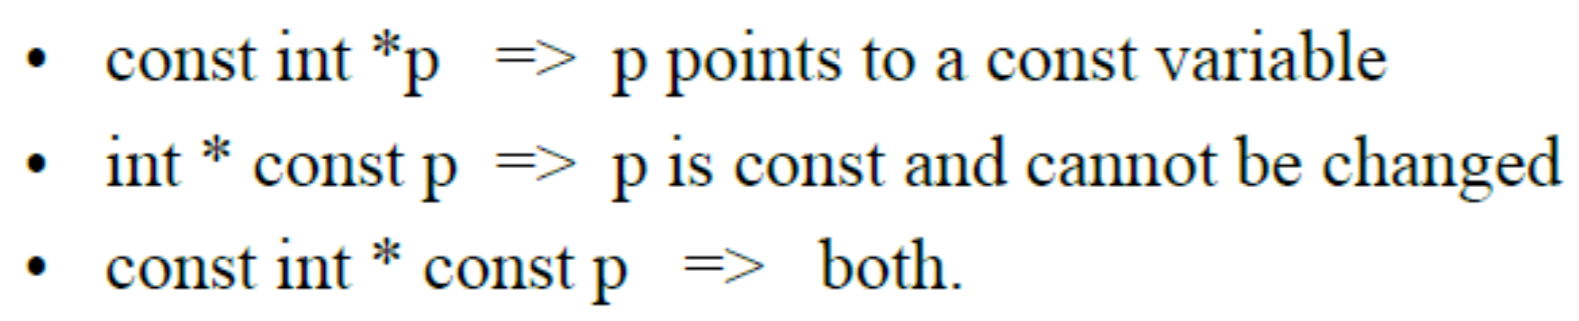 • const int *p => p points to a const variable
• int * const p => p is const and cannot be changed
• const int * const p => both.